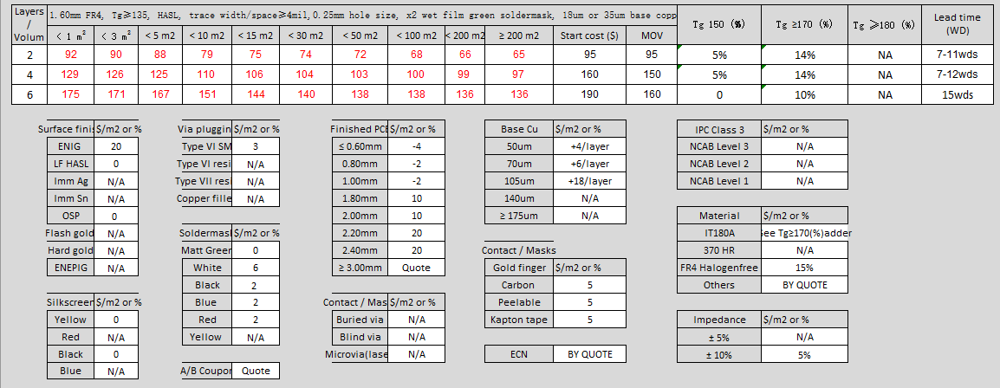 Layers / Volum 1.60mm FR4, Tg≥135, HASL, trace width/space≥4mil, 0.25mm hole size, x2 wet film green soldermask, 18um or 35um base copp Tg 150 (%) Tg ≥170 (%) Tg ≥180 (%) Lead time (WD)
< 1 m² < 3 m² < 5 m2 < 10 m2 < 15 m2 < 30 m2 < 50 m2 < 100 m2 < 200 m2 ≥ 200 m2 Start cost ($) MOV
2 92 90 88 79 75 74 72 68 66 65 95 95 5% 14% NA 7-11wds
4 129 126 125 110 106 104 103 100 99 97 160 150 5% 14% NA 7-12wds
6 175 171 167 151 144 140 138 138 136 136 190 160 0 10% NA 15wds
Surface finis $/m2 or % Via pluggin $/m2 or % Finished PCB $/m2 or % Base Cu $/m2 or % IPC Class 3 $/m2 or %
ENIG 20 Type VI SM 3 ≤ 0.60mm -4 50um +4/layer NCAB Level 3 N/A
LF HASL 0 Type VI resi N/A 0.80mm -2 70um +6/layer NCAB Level 2 N/A
Imm Ag N/A Type VII resi N/A 1.00mm -2 105um +18/layer NCAB Level 1 N/A
Imm Sn N/A Copper fille N/A 1.80mm 10 140um N/A
OSP 0 2.00mm 10 ≥ 175um N/A Material $/m2 or %
Flash gold N/A Soldermasl $/m2 or % 2.20mm 20 IT180A See Tg≥170(%)adder
Hard gold N/A Matt Green 0 2.40mm 20 Contact / Masks 370 HR N/A
ENEPIG N/A White 6 ≥ 3.00mm Quote Gold finger $/m2 or % FR4 Halogenfree 15%
Black 2 Carbon 5 Others BY QUOTE
Silkscreer $/m2 or % Blue 2 Contact / Mas $/m2 or % Peelable 5
Yellow 0 Red 2 Buried via N/A Kapton tape 5 Impedance $/m2 or %
Red N/A Yellow N/A Blind via N/A ± 5% N/A
Black 0 Microvia(lase N/A ECN BY QUOTE ± 10% 5%
Blue N/A A/B Coupor Quote